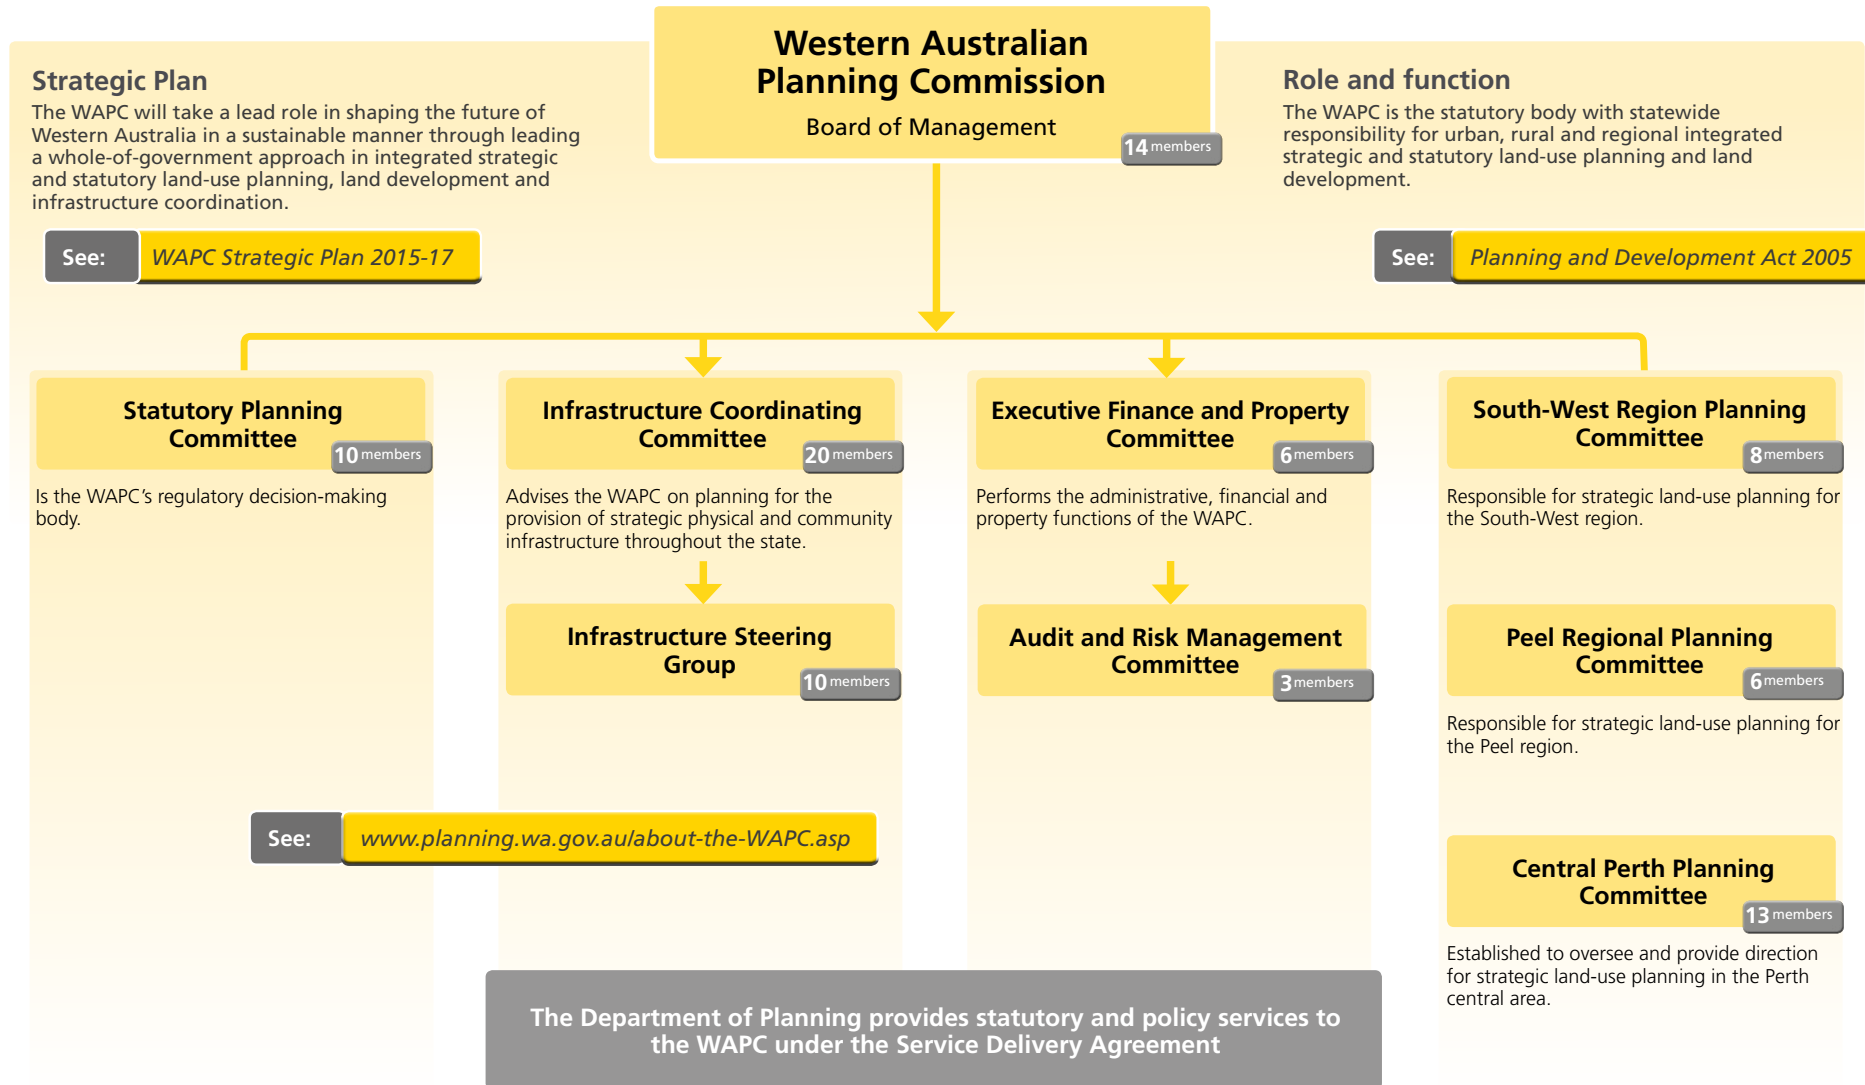 Western Australian
Planning Commission
Board of Management
14 members
Strategic Plan
The WAPC will take a lead role in shaping the future of
Western Australia in a sustainable manner through leading
a whole-of-government approach in integrated strategic
and statutory land-use planning, land development and
infrastructure coordination.
See: WAPC Strategic Plan 2015-17
Role and function
The WAPC is the statutory body with statewide
responsibility for urban, rural and regional integrated
strategic and statutory land-use planning and land
development.
See: Planning and Development Act 2005
Statutory Planning
Committee
10 members
Is the WAPC’s regulatory decision-making
body.
Infrastructure Coordinating
Committee
20 members
Advises the WAPC on planning for the
provision of strategic physical and community
infrastructure throughout the state.
Infrastructure Steering
Group
10 members
Executive Finance and Property
Committee
6 members
Performs the administrative, financial and
property functions of the WAPC.
Audit and Risk Management
Committee
3 members
South-West Region Planning
Committee
8 members
Responsible for strategic land-use planning for
the South-West region.
Peel Regional Planning
Committee
6 members
Responsible for strategic land-use planning for
the Peel region.
Central Perth Planning
Committee
13 members
Established to oversee and provide direction
for strategic land-use planning in the Perth
central area.
See: www.planning.wa.gov.au/about-the-WAPC.asp
The Department of Planning provides statutory and policy services to
the WAPC under the Service Delivery Agreement